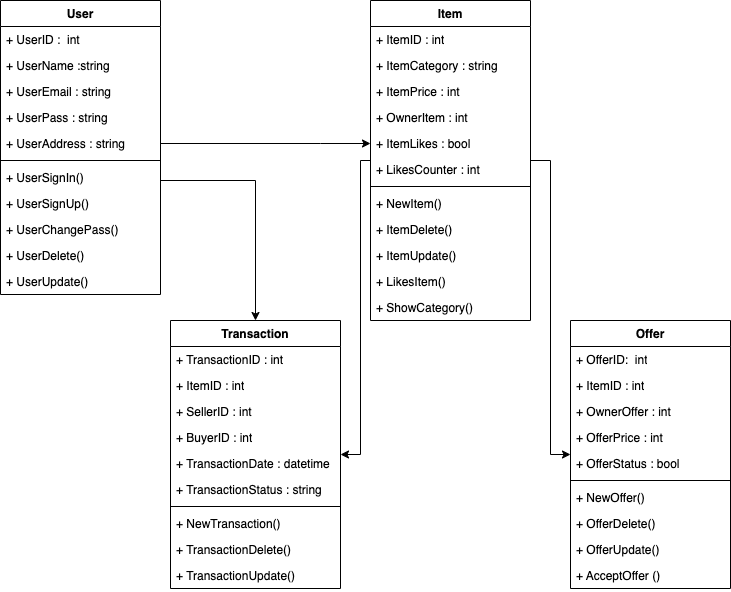 User
+ UserID :  int
+ UserName :string
+ UserEmail : string
+ UserPass : string
+ UserAddress : string
+ UserSignIn()
+ UserSignUp()
+ UserChangePass()
+ UserDelete()
+ UserUpdate()
Item
+ ItemID : int
+ ItemCategory : string
+ ItemPrice : int
+ OwnerItem : int
+ ItemLikes : bool
+ LikesCounter : int
+ NewItem()
+ ItemDelete()
+ ItemUpdate()
+ LikesItem()
+ ShowCategory()
Transaction
+ TransactionID : int
+ ItemID : int
+ SellerID : int
+ BuyerID : int
+ TransactionDate : datetime
+ TransactionStatus : string
+ NewTransaction()
+ TransactionDelete()
+ TransactionUpdate()
Offer
+ OfferID:  int
+ ItemID : int
+ OwnerOffer : int
+ OfferPrice : int
+ OfferStatus : bool
+ NewOffer()
+ OfferDelete()
+ OfferUpdate()
+ AcceptOffer ()